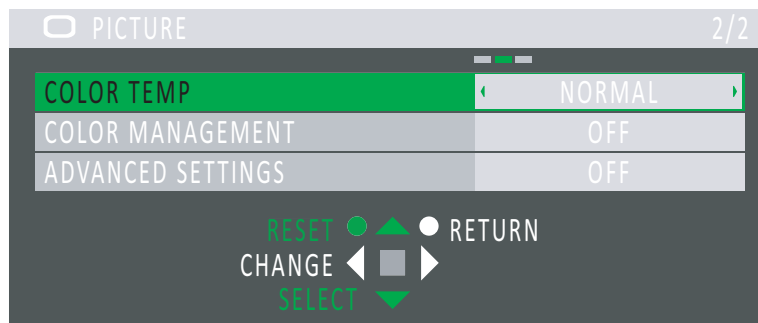 PICTURE 2/2
COLOR TEMP NORMAL
COLOR MANAGEMENT OFF
ADVANCED SETTINGS OFF
RESET RETURN
CHANGE
SELECT